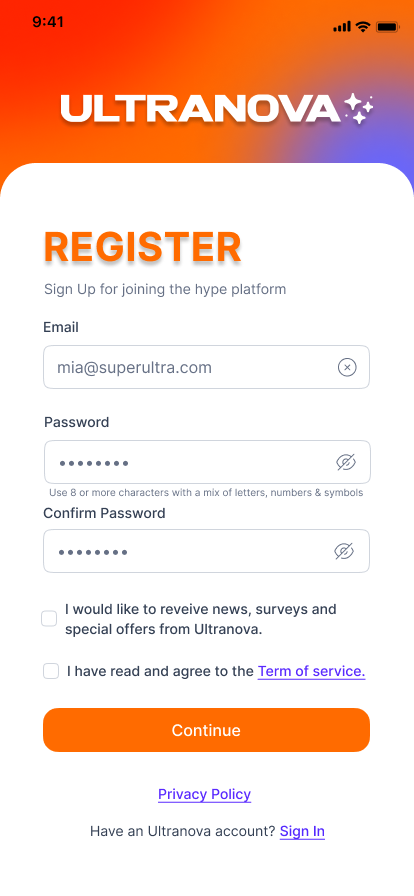 9:41
ULTRANOVA
REGISTER
Sign Up for joining the hype platform
Email
mia@superultra.com
Password
Use 8 or more characters with a mix of letters, numbers & symbols
Confirm Password
I would like to reveive news, surveys and
special offers from Ultranova.
I have read and agree to the Term of service.
Continue
Privacy Policy
Have an Ultranova account? Sign In